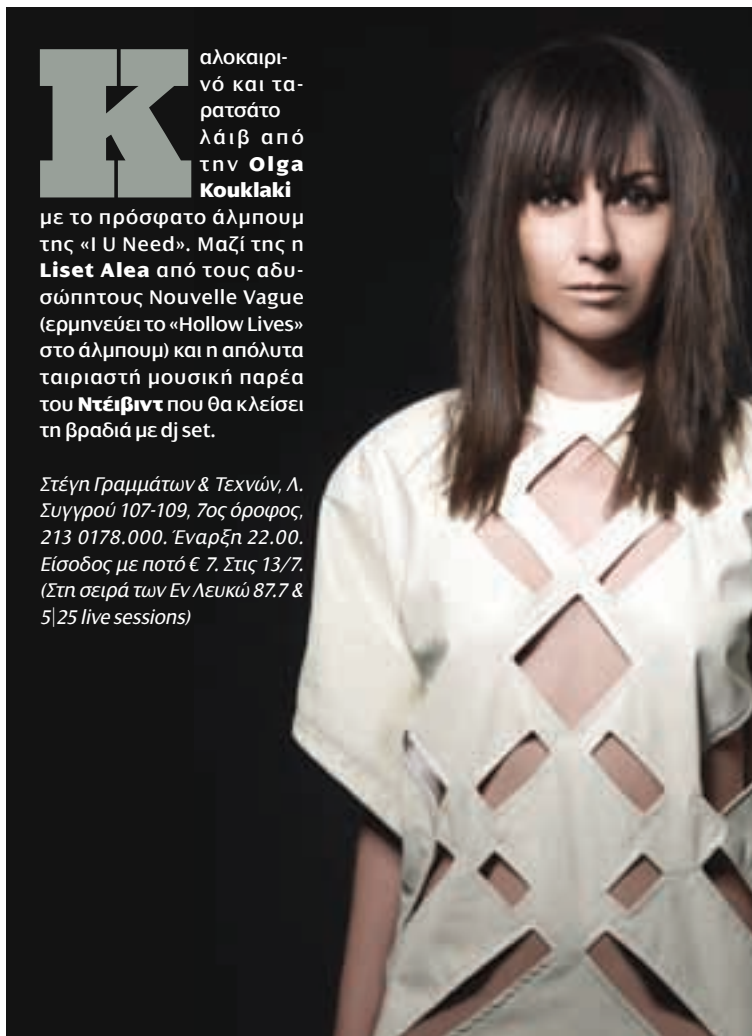 Καλοκαιρι-
νό και τα-
ρατσάτο
λάιβ από
την Olga
Kouklaki
με το πρόσφατο άλμπουμ
της «I U Need». Μαζί της η
Liset Alea από τους αδυ-
σώπητους Nouvelle Vague
(ερμηνεύει το «Hollow Lives»
στο άλμπουμ) και η απόλυτα
ταιριαστή μουσική παρέα
του Ντέιβιντ που θα κλείσει
τη βραδιά με dj set.
Στέγη Γραμμάτων & Τεχνών, Λ.
Συγγρού 107-109, 7ος όροφος,
213 0178.000. Έναρξη 22.00.
Είσοδος με ποτό € 7. Στις 13/7.
(Στη σειρά των Εν Λευκώ 87.7 &
5|25 live sessions)